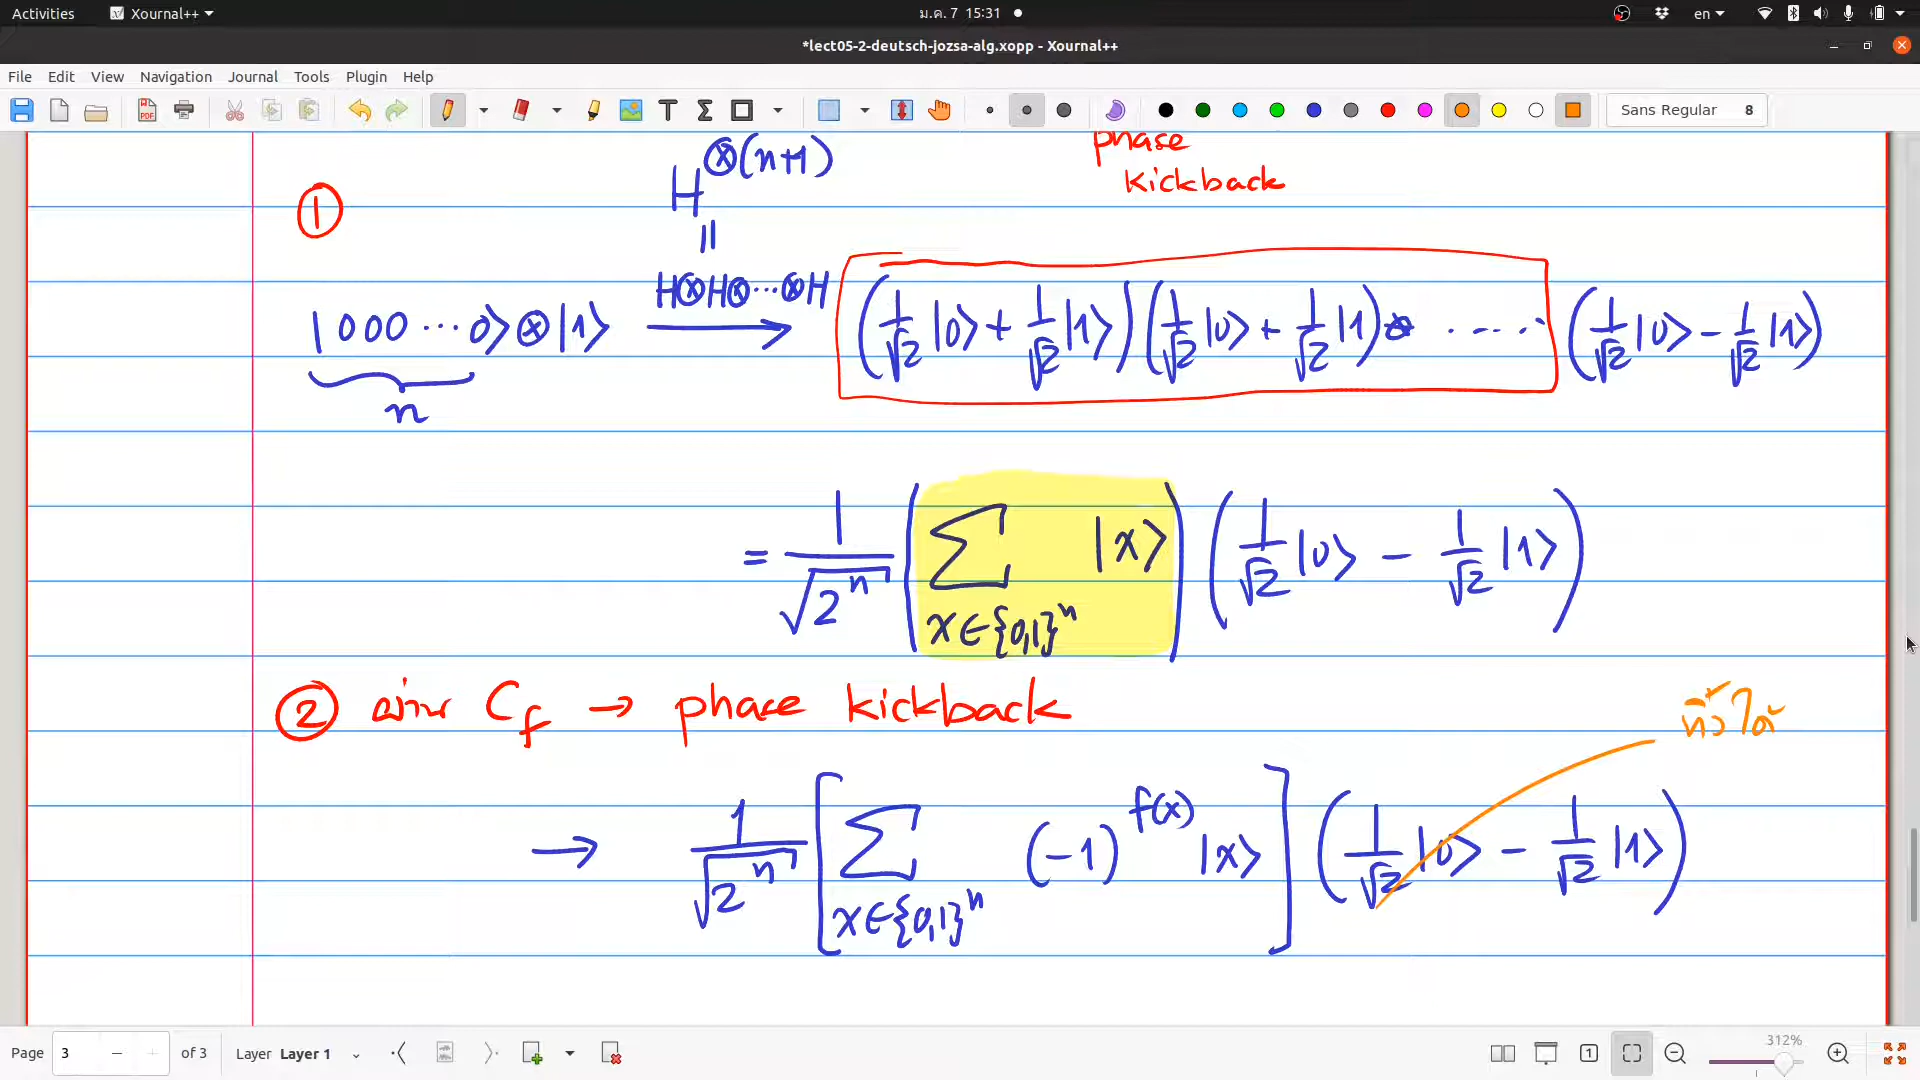 Activities Xournal++ ม.ค. 7 15:31 en
*lect05-2-deutsch-jozsa-alg.xopp - Xournal++
File Edit View Navigation Journal Tools Plugin Help
Sans Regular 8
phase
kickback
H^⊗(n+1)
=
H⊗H⊗⋯⊗H
①
|000⋯0⟩⊗|1⟩ → (1/√2 |0⟩ + 1/√2 |1⟩)(1/√2 |0⟩ + 1/√2 |1⟩⊗ ⋯ (1/√2 |0⟩ − 1/√2 |1⟩)
n
= 1/√2^n (∑_{x∈{0,1}^n} |x⟩) (1/√2 |0⟩ − 1/√2 |1⟩)
② ผ่าน C_f → phase kickback
→ 1/√2^n [∑_{x∈{0,1}^n} (−1)^{f(x)} |x⟩] (1/√2 |0⟩ − 1/√2 |1⟩)
Page 3 of 3 Layer Layer 1 312%